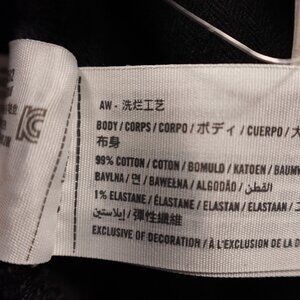 AW - 洗烂工艺
BODY / CORPS / CORPO / ボディ / CUERPO / 大
布身
99% COTTON / COTON / BOMULD / KATOEN / BAUMW
BAVLNA / 면 / BAWEŁNA / ALGODÃO / القطن /
1% ELASTANE / ÉLASTANE / ELASTAN / ELASTAAN /
إيلاستين / 彈性纖維
EXCLUSIVE OF DECORATION / À L'EXCLUSION DE LA D